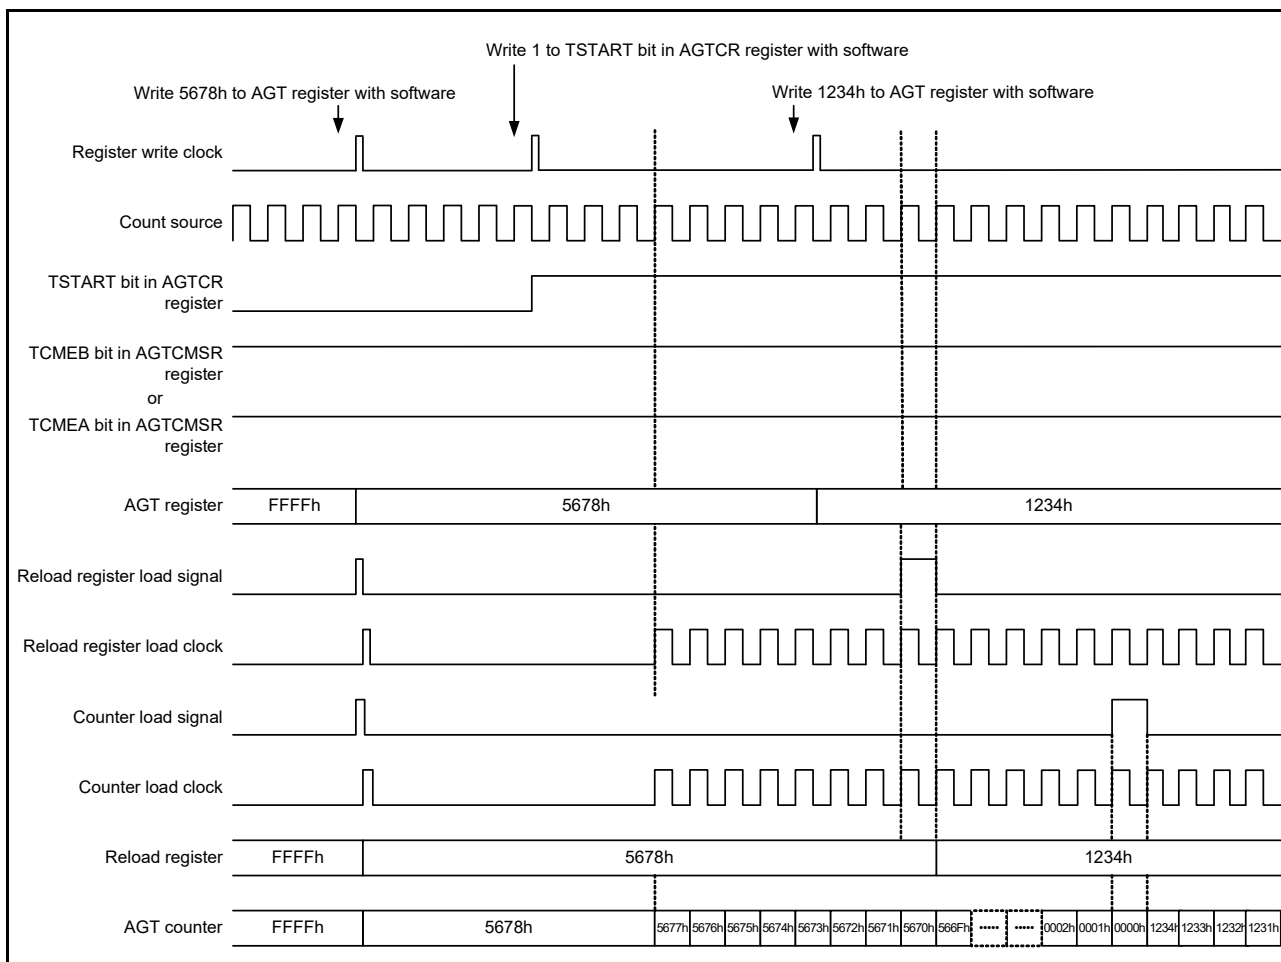 Write 1 to TSTART bit in AGTCR register with software
Write 5678h to AGT register with software
Write 1234h to AGT register with software
Register write clock
Count source
TSTART bit in AGTCR
register
TCMEB bit in AGTCMSR
register
or
TCMEA bit in AGTCMSR
register
AGT register FFFFh 5678h 1234h
Reload register load signal
Reload register load clock
Counter load signal
Counter load clock
Reload register FFFFh 5678h 1234h
AGT counter FFFFh 5678h 5677h 5676h 5675h 5674h 5673h 5672h 5671h 5670h 566Fh ····· ····· 0002h 0001h 0000h 1234h 1233h 1232h 1231h